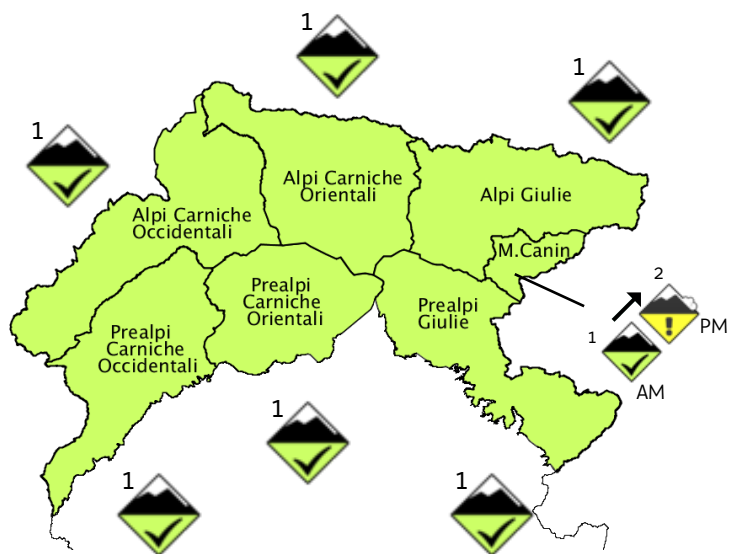 1
1
1
Alpi Carniche
Orientali
Alpi Giulie
Alpi Carniche
Occidentali
M.Canin
Prealpi
Carniche
Orientali
Prealpi
Giulie
2
!
PM
1
AM
Prealpi
Carniche
Occidentali
1
1
1